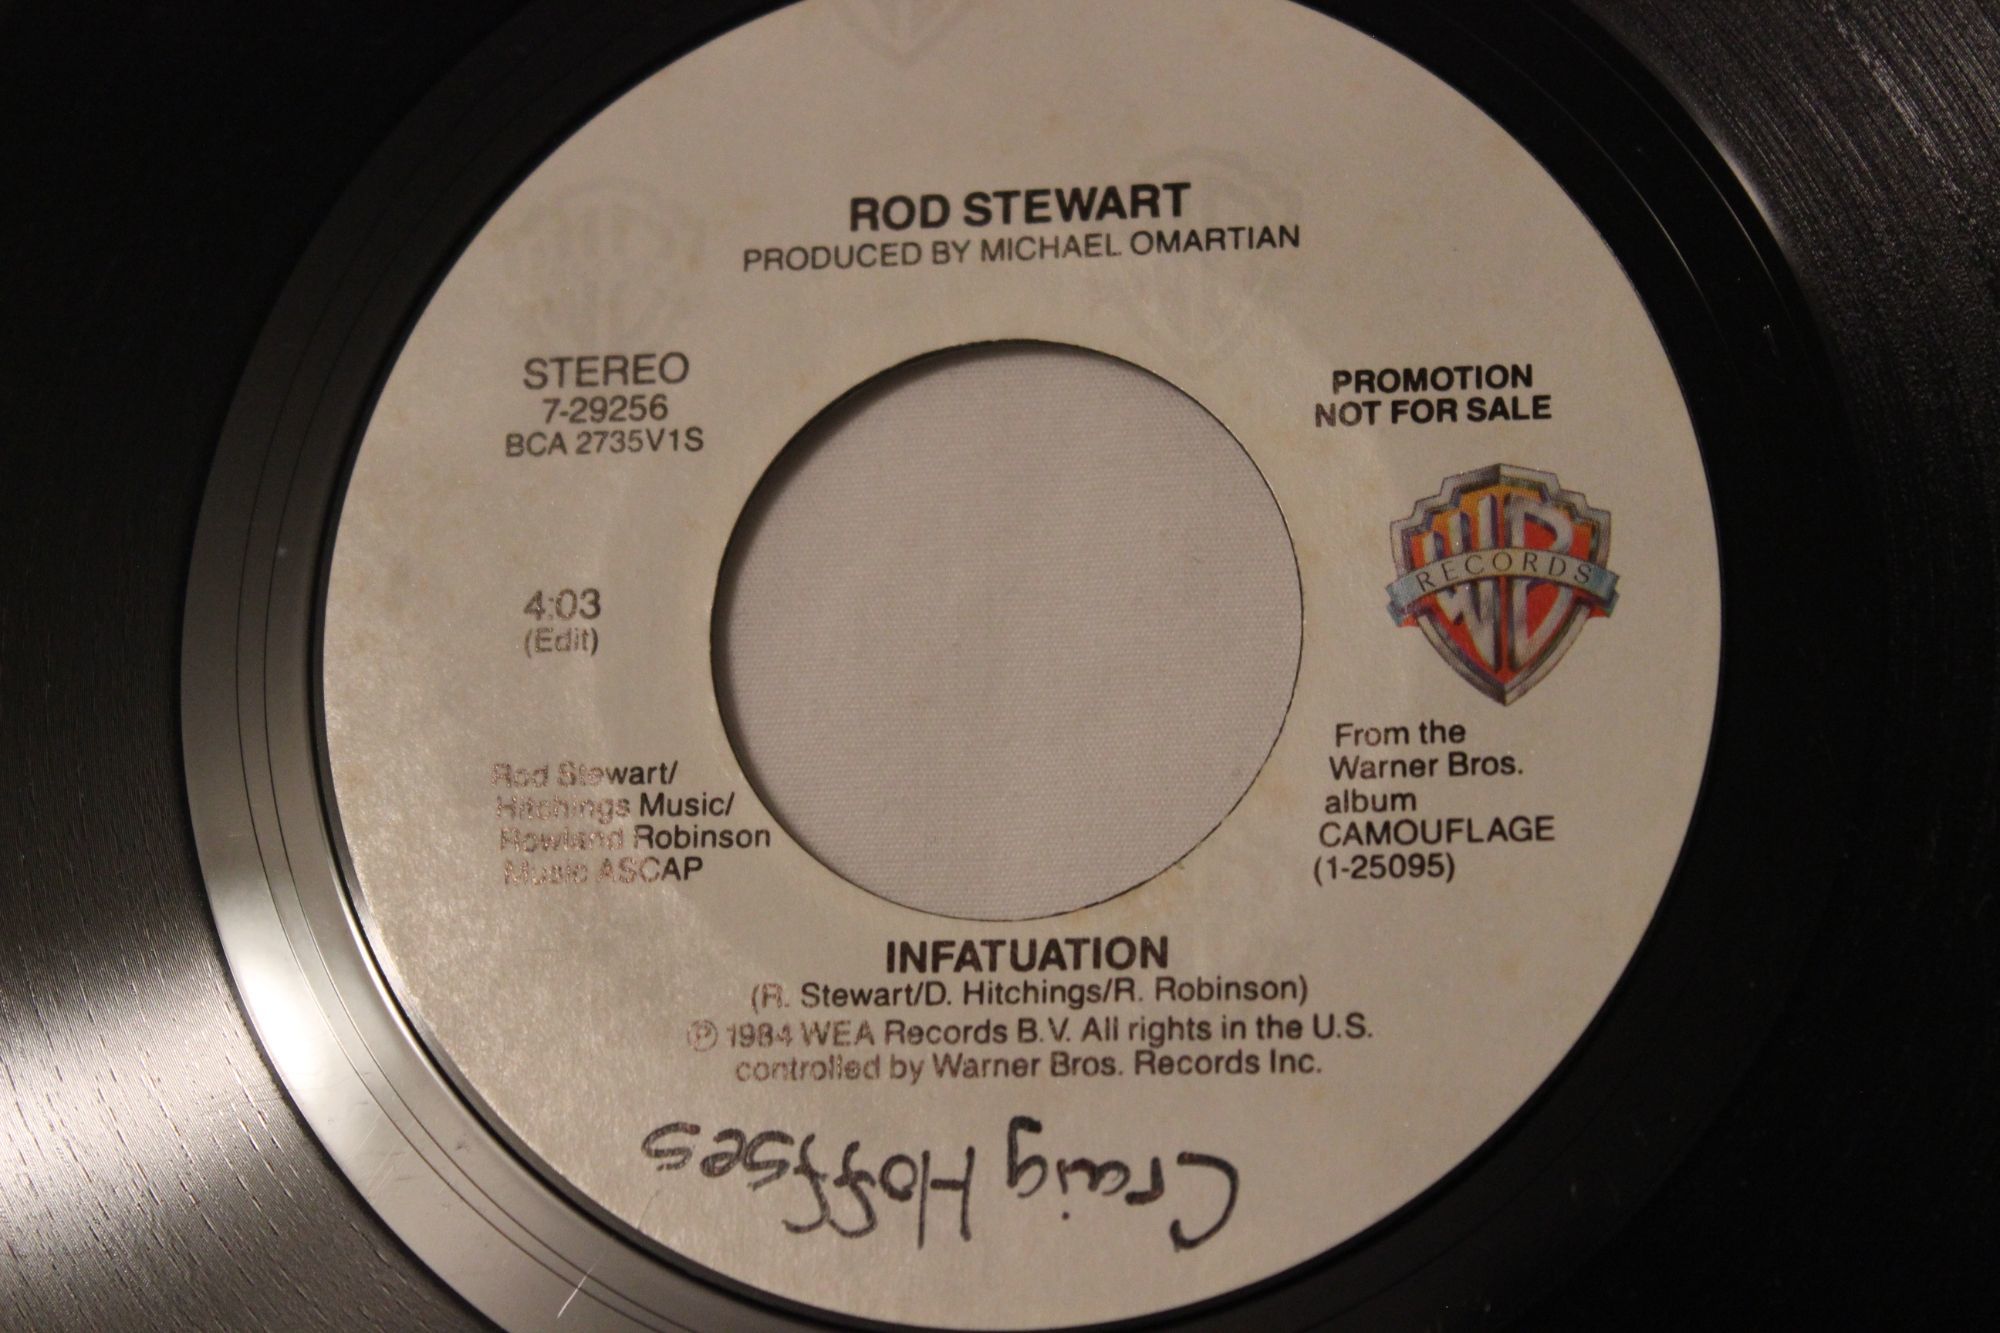 ROD STEWART
PRODUCED BY MICHAEL OMARTIAN
STEREO
7-29256
BCA 2735V1S
PROMOTION
NOT FOR SALE
WB
RECORDS
4:03
(Edit)
Rod Stewart/
Hitchings Music/
Rowland Robinson
Music ASCAP
From the
Warner Bros.
album
CAMOUFLAGE
(1-25095)
INFATUATION
(R. Stewart/D. Hitchings/R. Robinson)
℗ 1984 WEA Records B.V. All rights in the U.S.
controlled by Warner Bros. Records Inc.
Craig Hoffses